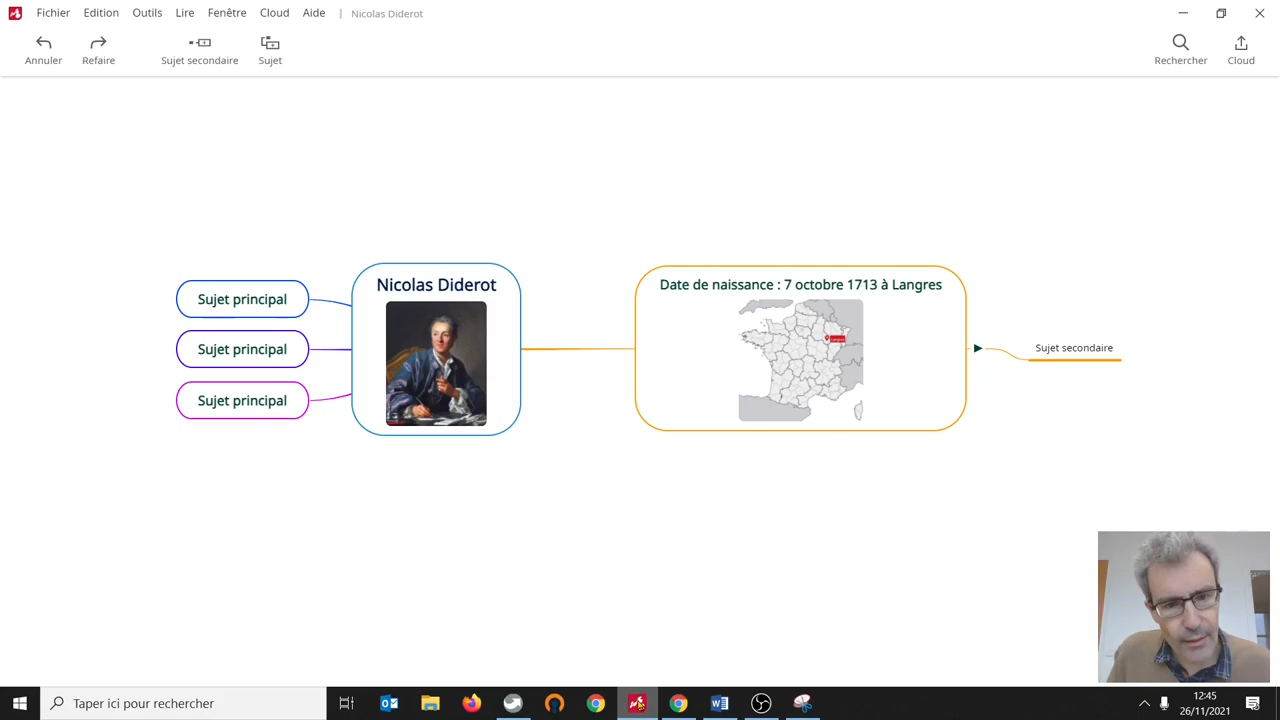 Fichier Edition Outils Lire Fenêtre Cloud Aide | Nicolas Diderot
Annuler Refaire Sujet secondaire Sujet Rechercher Cloud
Nicolas Diderot
Date de naissance : 7 octobre 1713 à Langres
Langres
Sujet principal
Sujet principal
Sujet principal
Sujet secondaire
Taper ici pour rechercher
12:45
26/11/2021